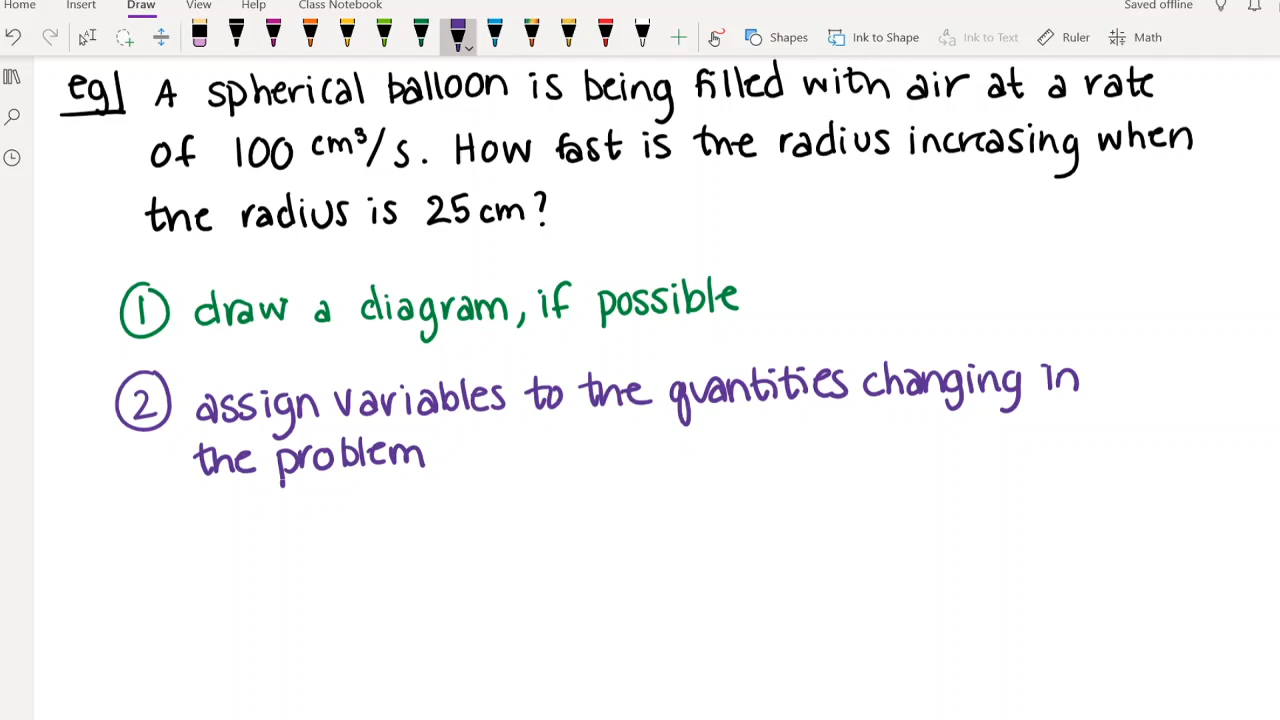 Home Insert Draw View Help Class Notebook Saved offline
Shapes Ink to Shape Ink to Text Ruler Math
eg1 A spherical balloon is being filled with air at a rate
of 100 cm³/s. How fast is the radius increasing when
the radius is 25cm?
① draw a diagram, if possible
② assign variables to the quantities changing in
the problem